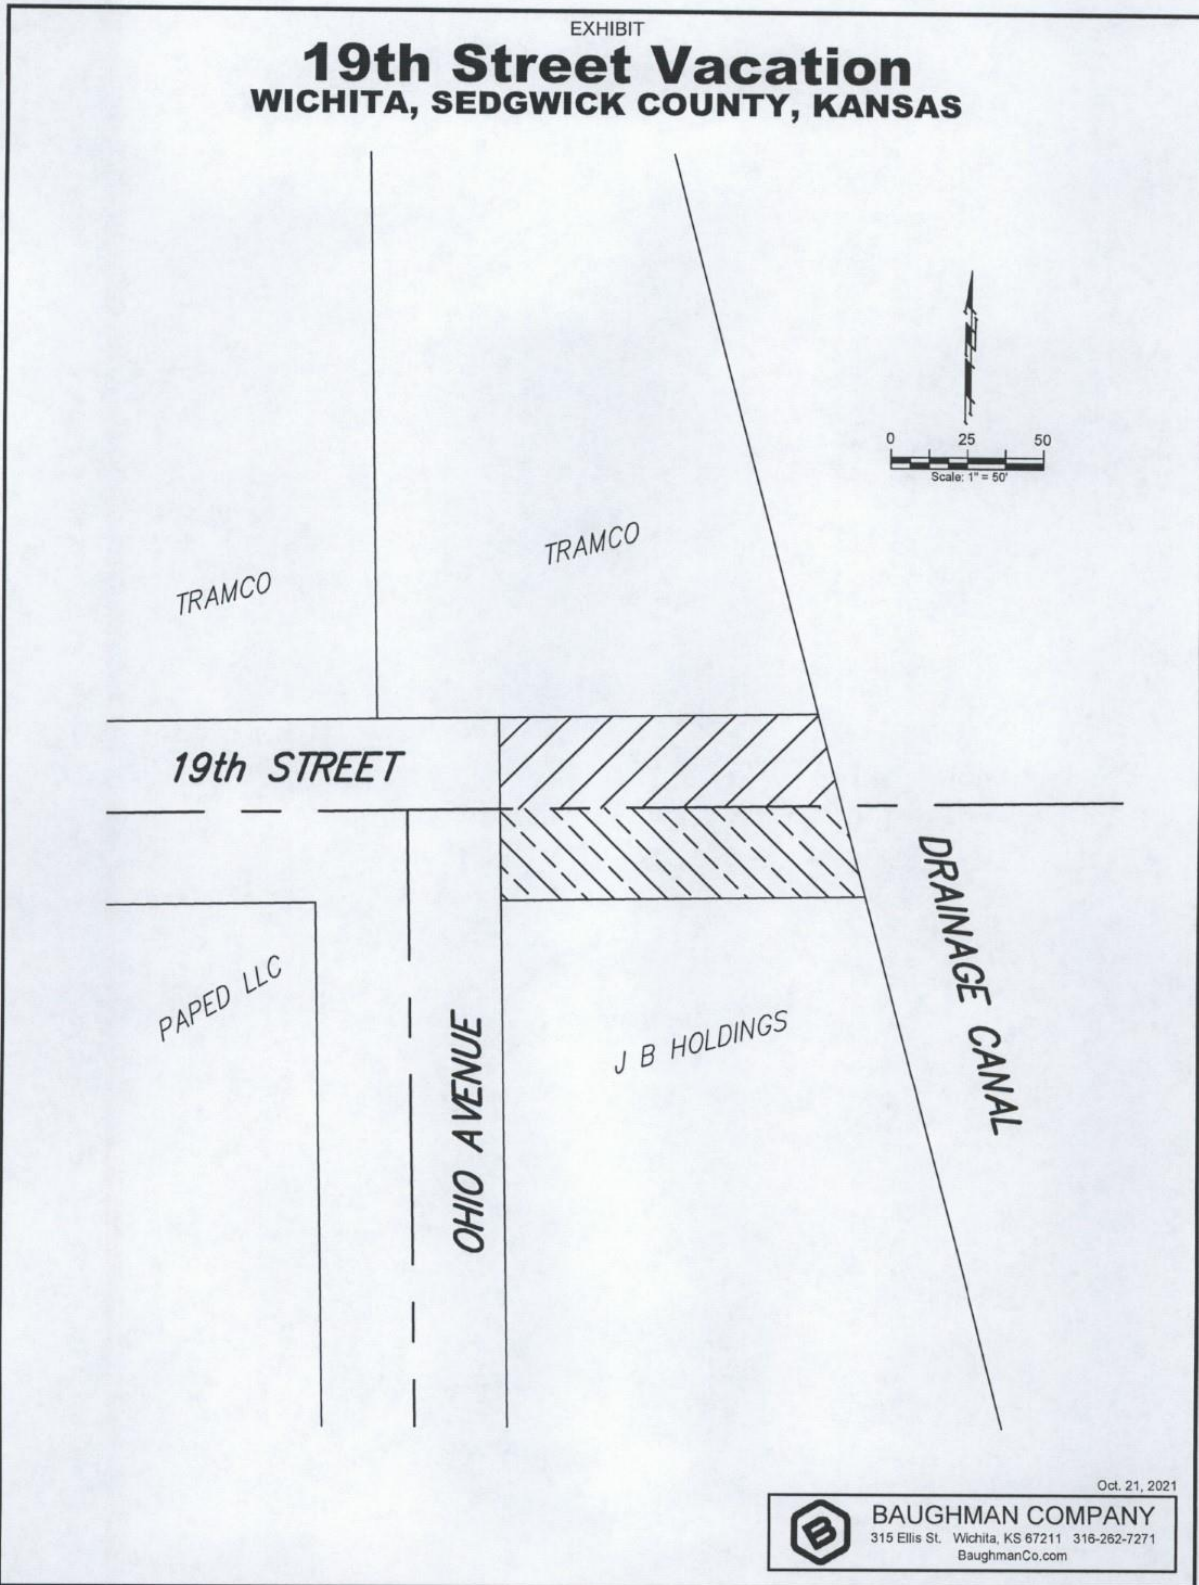 EXHIBIT
19th Street Vacation
WICHITA, SEDGWICK COUNTY, KANSAS
0 25 50
Scale: 1" = 50'
TRAMCO
TRAMCO
19th STREET
DRAINAGE CANAL
PAPED LLC
J B HOLDINGS
OHIO AVENUE
Oct. 21, 2021
B
BAUGHMAN COMPANY
315 Ellis St. Wichita, KS 67211 316-262-7271
BaughmanCo.com